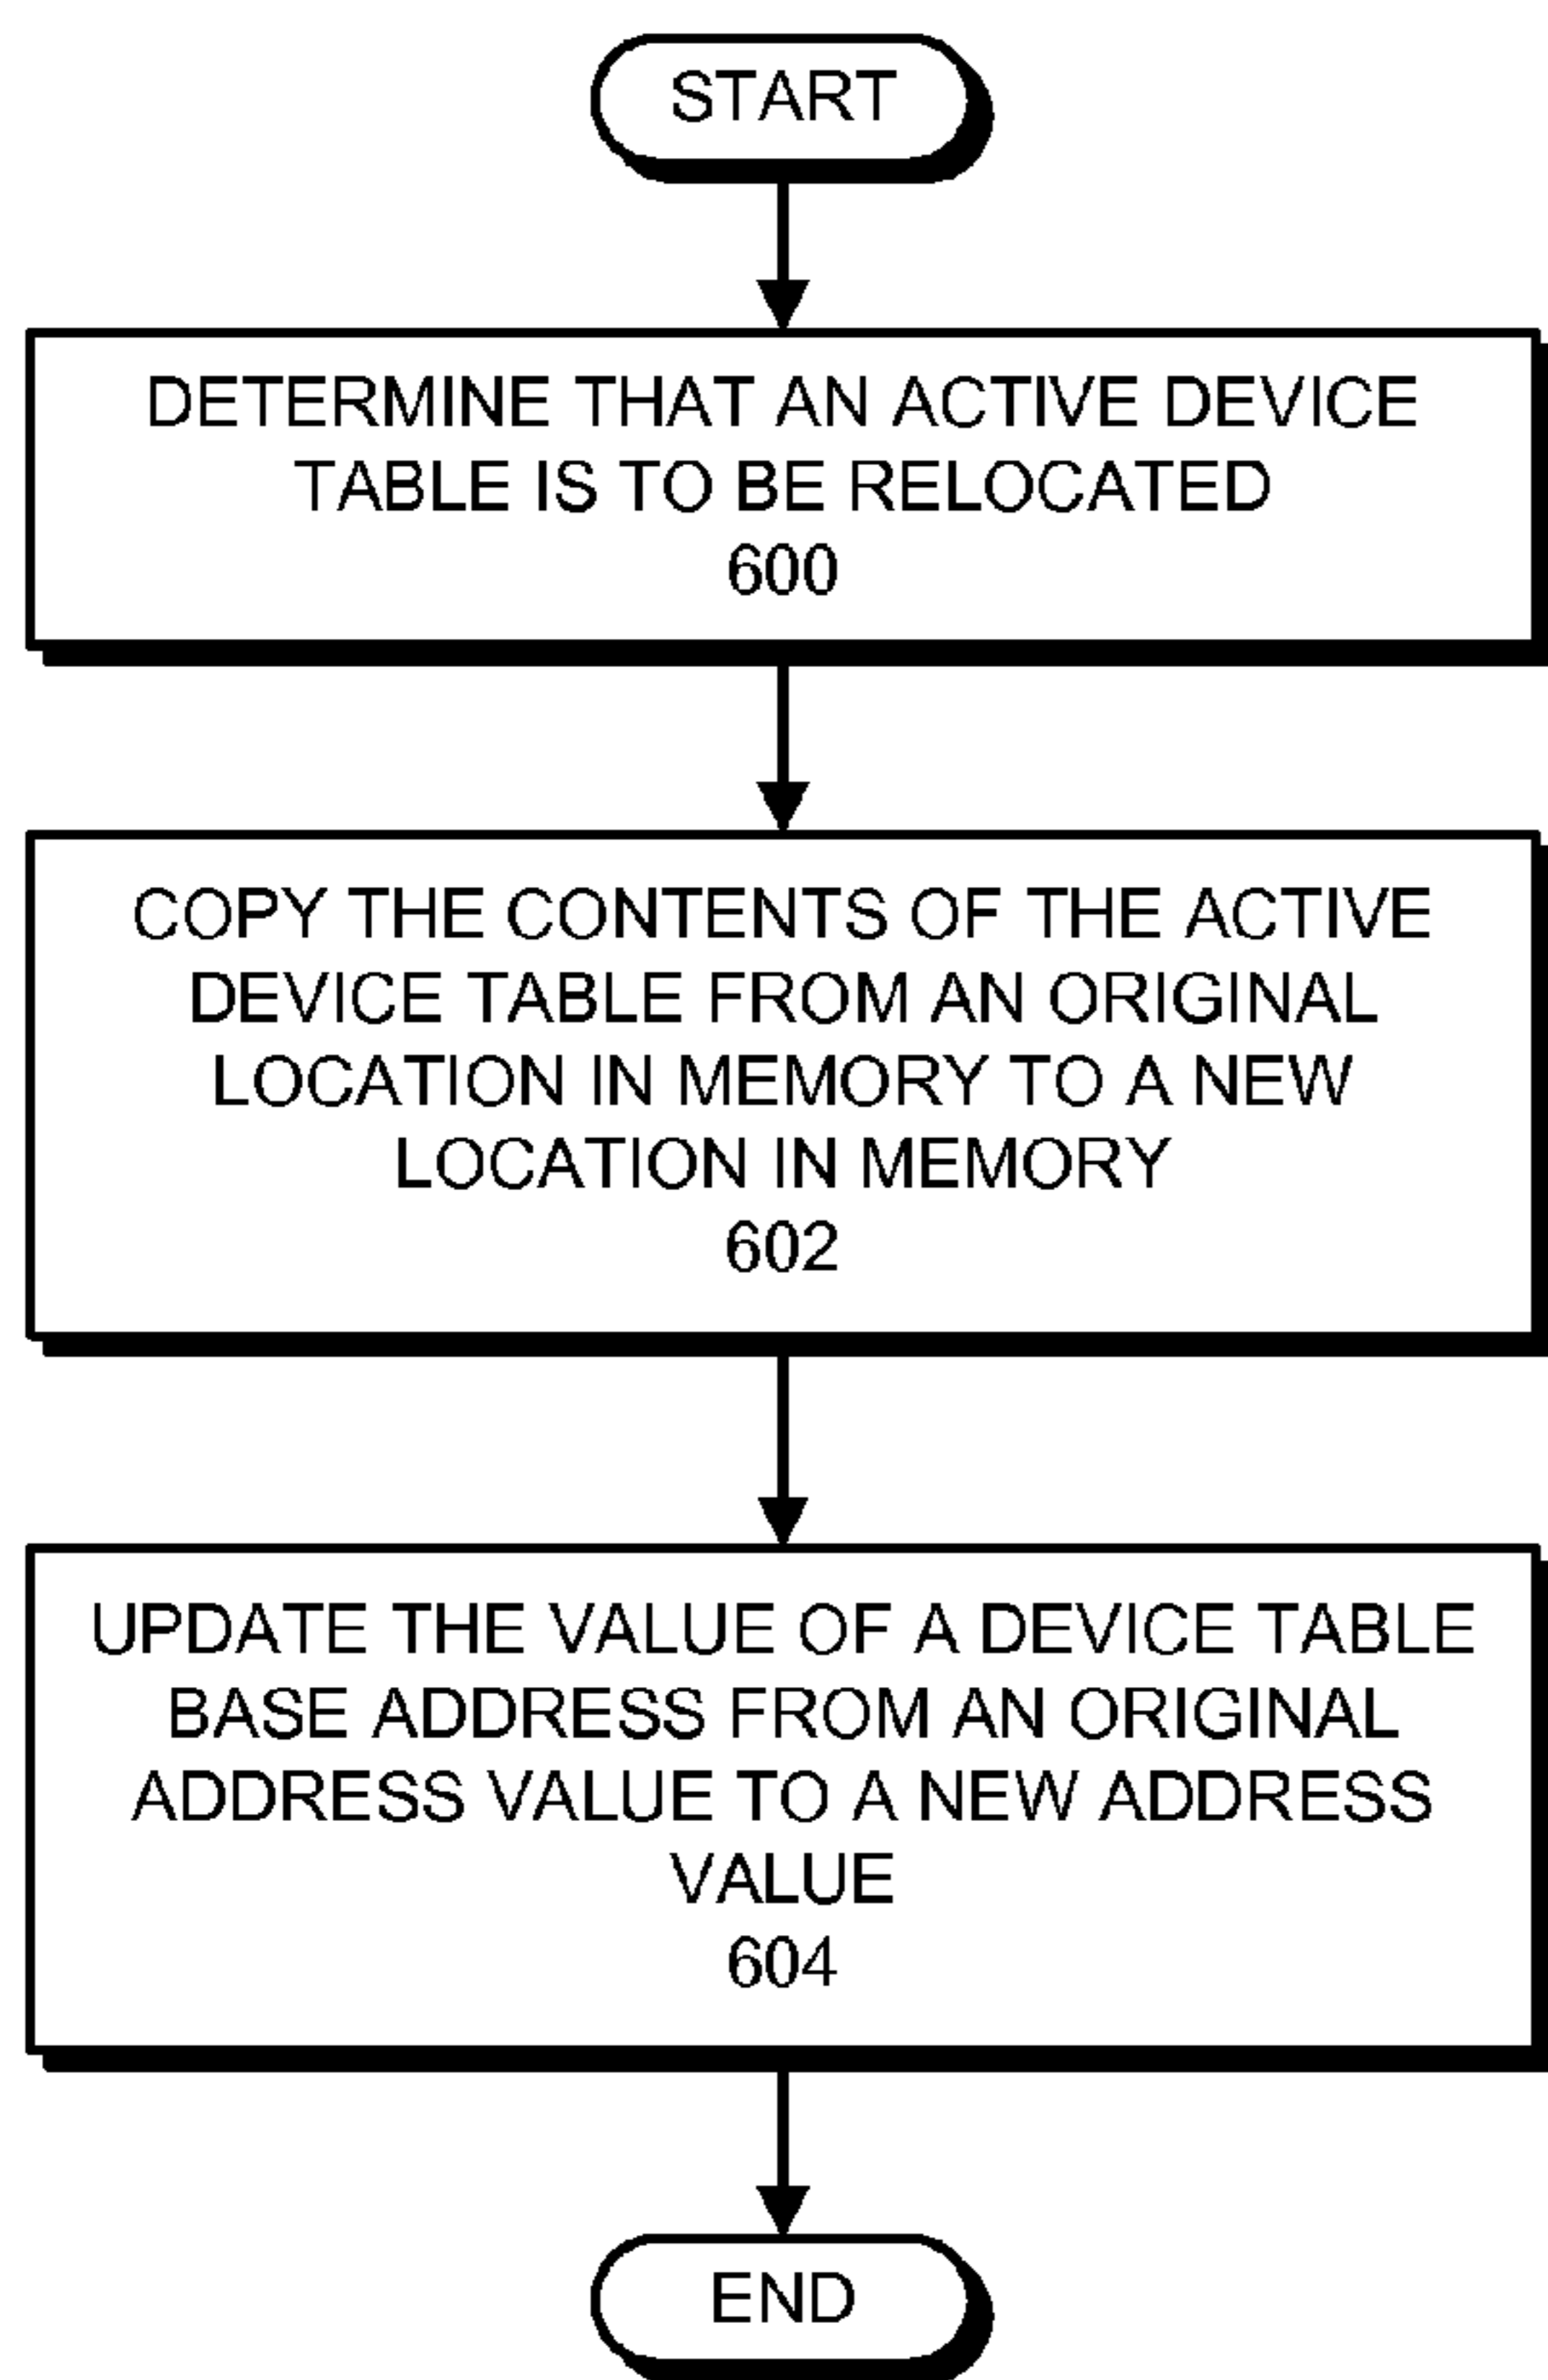 START
DETERMINE THAT AN ACTIVE DEVICE
TABLE IS TO BE RELOCATED
600
COPY THE CONTENTS OF THE ACTIVE
DEVICE TABLE FROM AN ORIGINAL
LOCATION IN MEMORY TO A NEW
LOCATION IN MEMORY
602
UPDATE THE VALUE OF A DEVICE TABLE
BASE ADDRESS FROM AN ORIGINAL
ADDRESS VALUE TO A NEW ADDRESS
VALUE
604
END